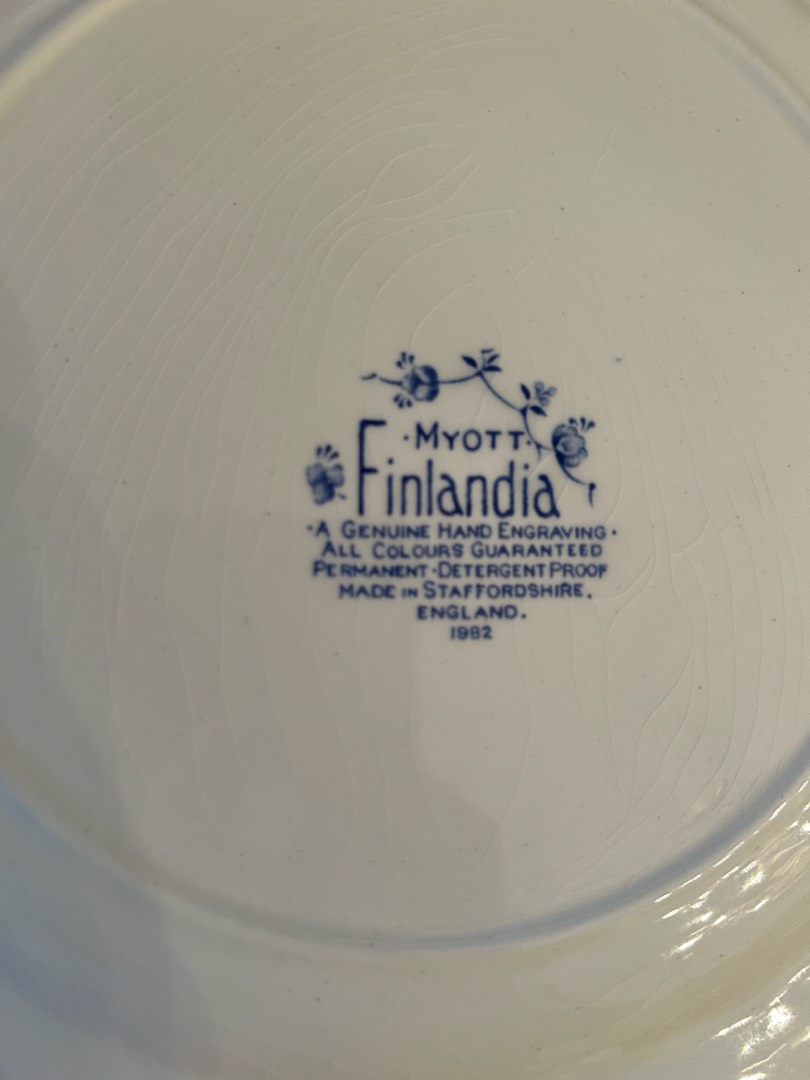 ·MYOTT·
Finlandia
·A GENUINE HAND ENGRAVING·
ALL COLOURS GUARANTEED
PERMANENT·DETERGENT PROOF
MADE IN STAFFORDSHIRE.
ENGLAND.
1982